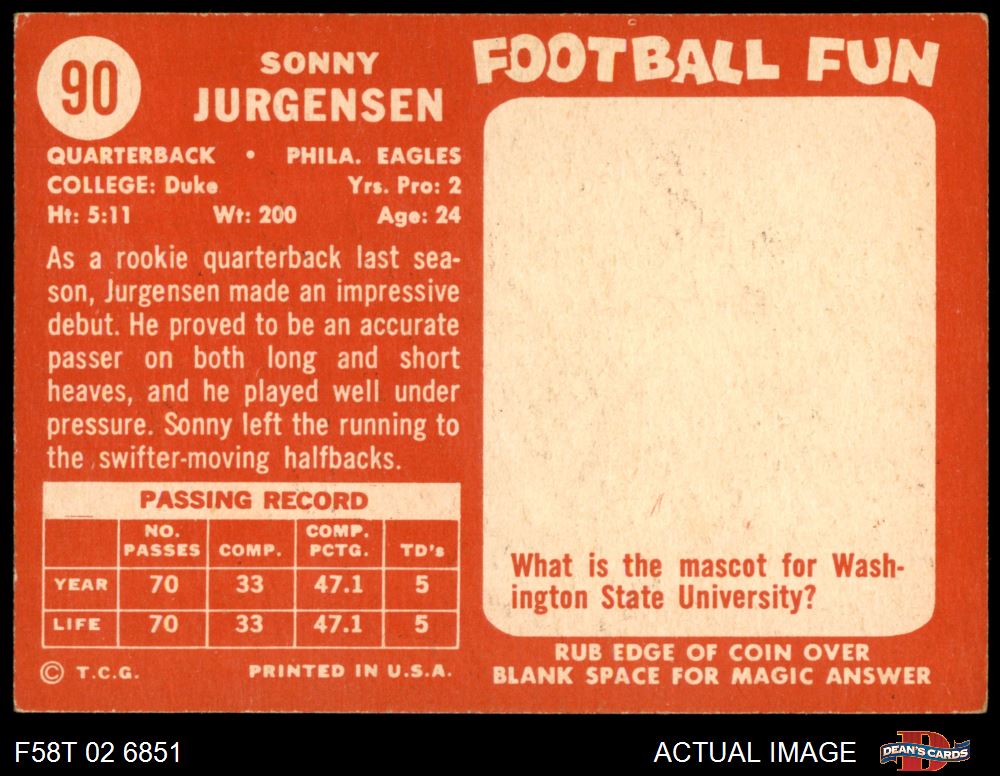 90
SONNY
JURGENSEN
QUARTERBACK • PHILA. EAGLES
COLLEGE: Duke Yrs. Pro: 2
Ht: 5:11 Wt: 200 Age: 24
As a rookie quarterback last sea-
son, Jurgensen made an impressive
debut. He proved to be an accurate
passer on both long and short
heaves, and he played well under
pressure. Sonny left the running to
the swifter-moving halfbacks.
PASSING RECORD
NO. PASSES COMP. COMP. PCTG. TD's
YEAR 70 33 47.1 5
LIFE 70 33 47.1 5
© T.C.G. PRINTED IN U.S.A.
FOOTBALL FUN
What is the mascot for Wash-
ington State University?
RUB EDGE OF COIN OVER
BLANK SPACE FOR MAGIC ANSWER
F58T 02 6851
ACTUAL IMAGE
D
DEAN'S CARDS